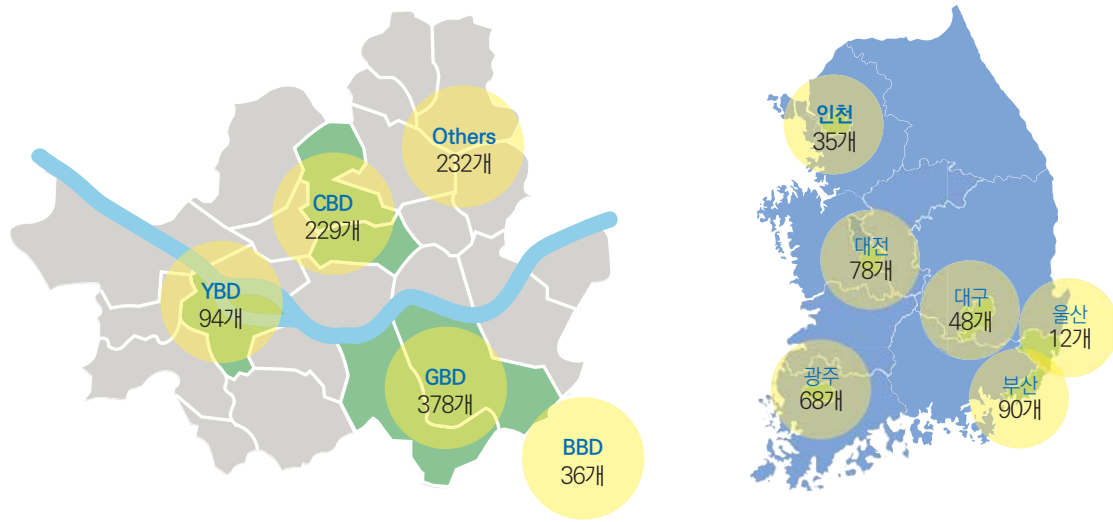 Others
232개
CBD
229개
YBD
94개
GBD
378개
BBD
36개
인천
35개
대전
78개
대구
48개
울산
12개
광주
68개
부산
90개